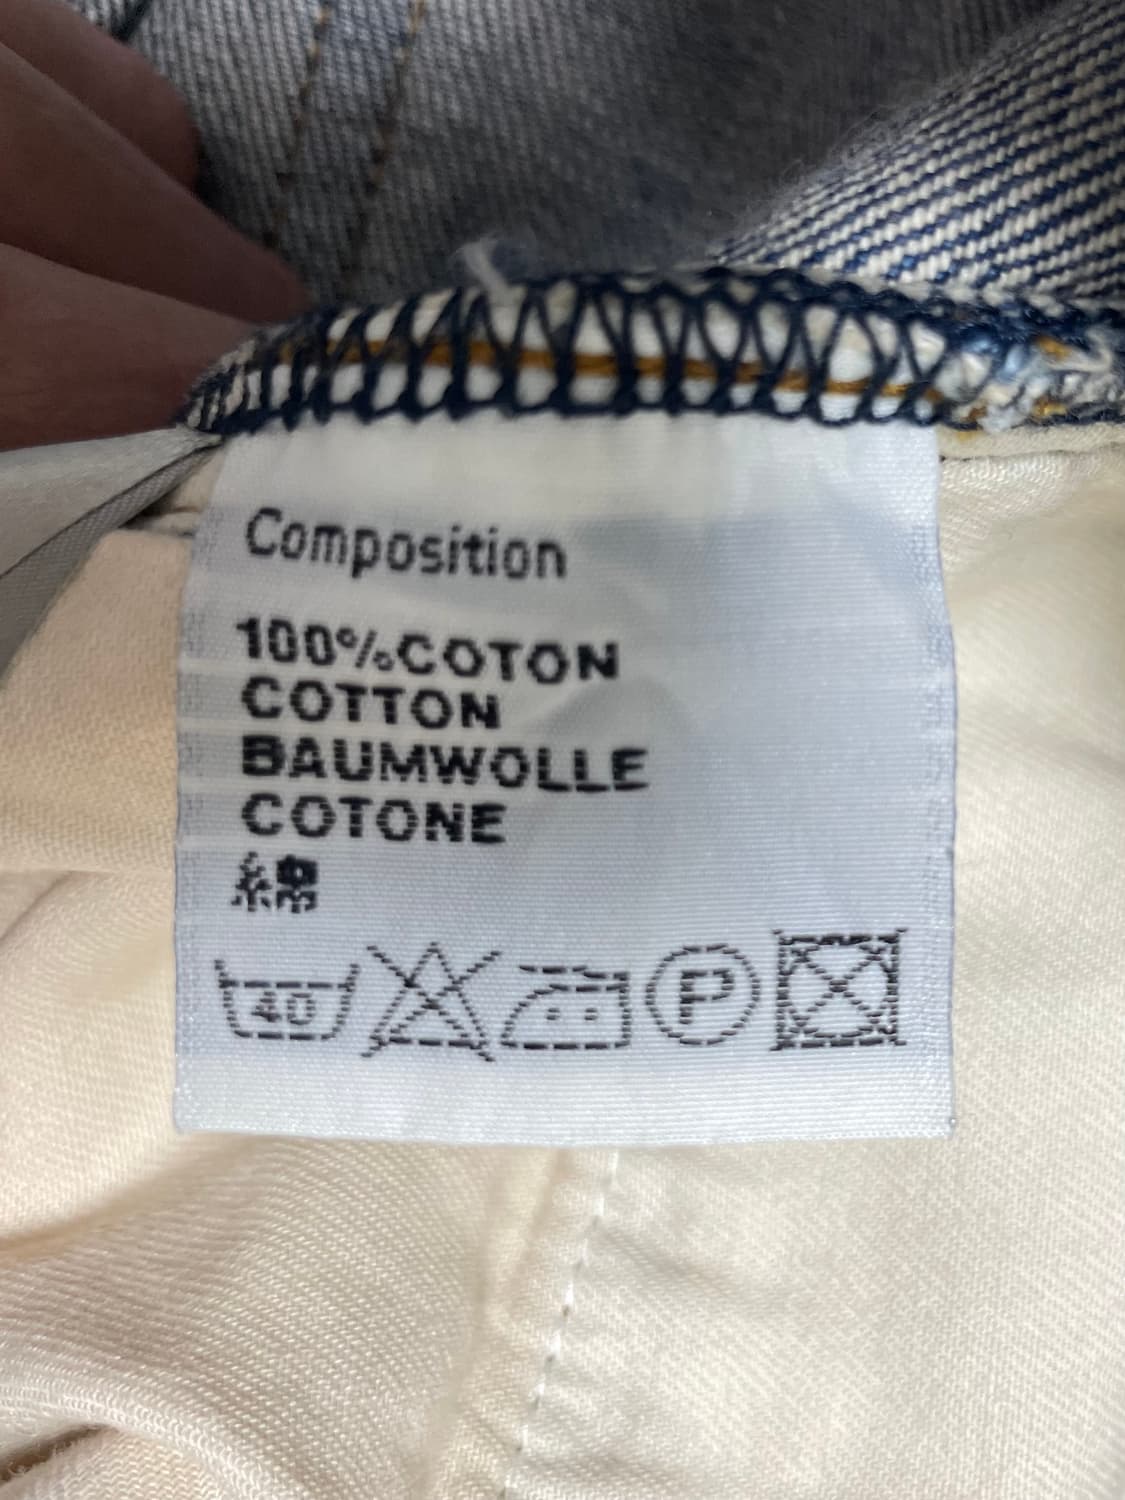 Composition
100%COTON
COTTON
BAUMWOLLE
COTONE
綿
40
P